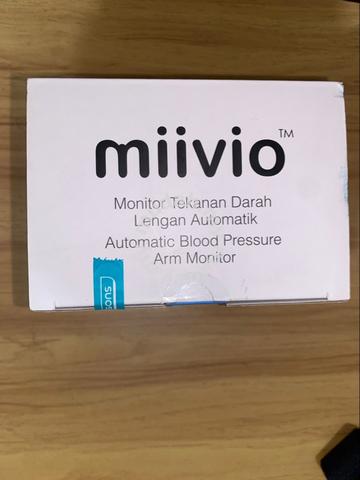 miivio™
Monitor Tekanan Darah
Lengan Automatik
Automatic Blood Pressure
Arm Monitor